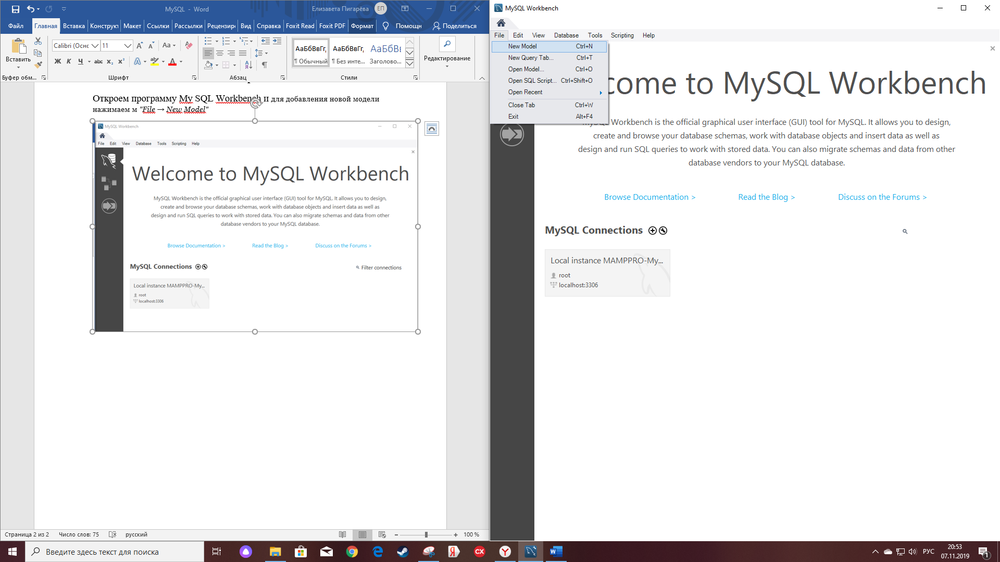 MySQL - Word
Елизавета Пигарёва
ЕП
Файл
Главная
Вставка
Конструкт
Макет
Ссылки
Рассылки
Рецензир
Вид
Справка
Foxit Read
Foxit PDF
Формат
Помощн
Поделиться
Вставить
Calibri (Оснс
11
Aa
Ж К Ч abc x₂ x²
АаБбВвГг,
АаБбВвГг,
АаБбВв
¶ Обычный
¶ Без инте...
Заголово...
Редактирование
Буфер обм...
Шрифт
Абзац
Стили
Откроем программу My SQL Workbench и для добавления новой модели
нажимаем м "File → New Model"
MySQL Workbench
File Edit View Database Tools Scripting Help
Welcome to MySQL Workbench
MySQL Workbench is the official graphical user interface (GUI) tool for MySQL. It allows you to design,
create and browse your database schemas, work with database objects and insert data as well as
design and run SQL queries to work with stored data. You can also migrate schemas and data from other
database vendors to your MySQL database.
Browse Documentation >
Read the Blog >
Discuss on the Forums >
MySQL Connections
Filter connections
Local instance MAMPPRO-My...
root
localhost:3306
Страница 2 из 2
Число слов: 75
русский
100 %
MySQL Workbench
File Edit View Database Tools Scripting Help
New Model Ctrl+N
New Query Tab... Ctrl+T
Open Model... Ctrl+O
Open SQL Script... Ctrl+Shift+O
Open Recent
Close Tab Ctrl+W
Exit Alt+F4
come to MySQL Workbench
MySQL Workbench is the official graphical user interface (GUI) tool for MySQL. It allows you to design,
create and browse your database schemas, work with database objects and insert data as well as
design and run SQL queries to work with stored data. You can also migrate schemas and data from other
database vendors to your MySQL database.
Browse Documentation >
Read the Blog >
Discuss on the Forums >
MySQL Connections
Local instance MAMPPRO-My...
root
localhost:3306
Введите здесь текст для поиска
РУС
20:53
07.11.2019
1